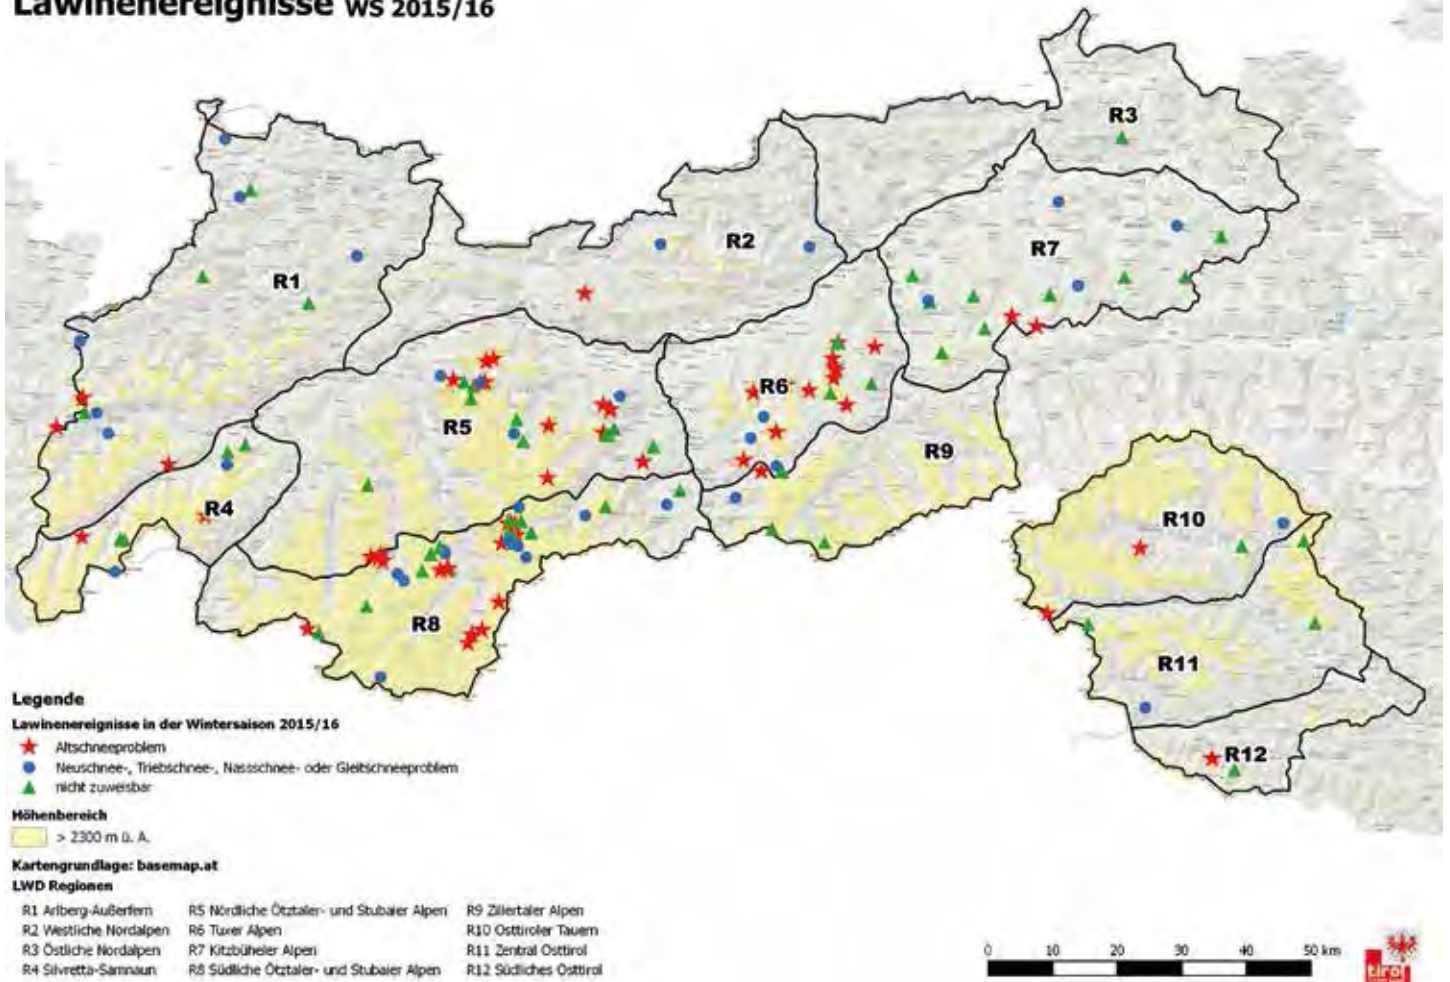 Lawinenereignisse WS 2015/16
R3
R2
R7
R1
R6
R5
R9
R4
R10
R8
R11
R12
Legende
Lawinenereignisse in der Wintersaison 2015/16
Altschneeproblem
Neuschnee-, Triebschnee-, Nassschnee- oder Gleitschneeproblem
nicht zuweisbar
Höhenbereich
> 2300 m ü. A.
Kartengrundlage: basemap.at
LWD Regionen
R1 Arlberg-Außerfern R5 Nördliche Ötztaler- und Stubaier Alpen R9 Zillertaler Alpen
R2 Westliche Nordalpen R6 Tuxer Alpen R10 Osttiroler Tauern
R3 Östliche Nordalpen R7 Kitzbüheler Alpen R11 Zentral Osttirol
R4 Silvretta-Samnaun R8 Südliche Ötztaler- und Stubaier Alpen R12 Südliches Osttirol
0 10 20 30 40 50 km
tirol